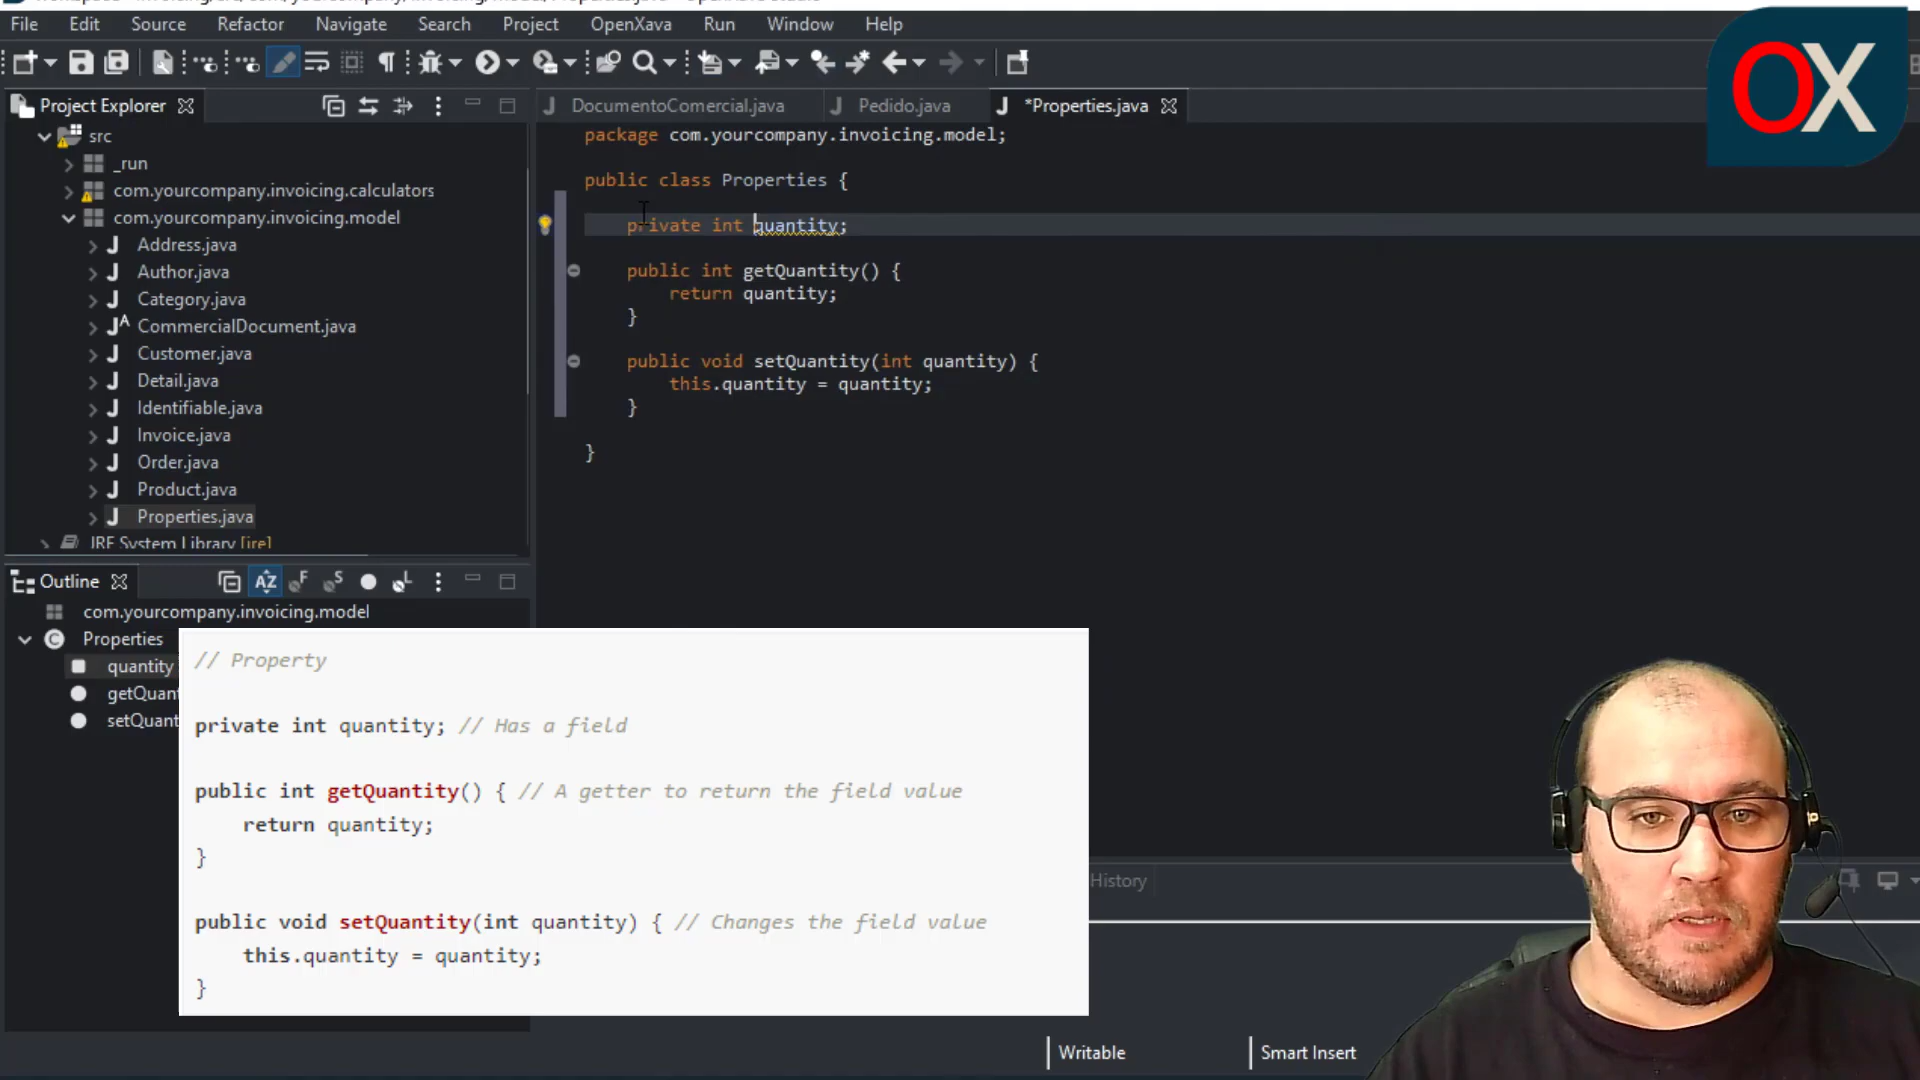 File Edit Source Refactor Navigate Search Project OpenXava Run Window Help
Project Explorer
src
_run
com.yourcompany.invoicing.calculators
com.yourcompany.invoicing.model
Address.java
Author.java
Category.java
CommercialDocument.java
Customer.java
Detail.java
Identifiable.java
Invoice.java
Order.java
Product.java
Properties.java
JRE System Library [jre]
DocumentoComercial.java
Pedido.java
*Properties.java
package com.yourcompany.invoicing.model;
public class Properties {
private int quantity;
public int getQuantity() {
return quantity;
}
public void setQuantity(int quantity) {
this.quantity = quantity;
}
}
OX
Outline
AZ
com.yourcompany.invoicing.model
Properties
quantity
getQuant
setQuant
// Property
private int quantity; // Has a field
public int getQuantity() { // A getter to return the field value
return quantity;
}
public void setQuantity(int quantity) { // Changes the field value
this.quantity = quantity;
}
History
Writable
Smart Insert